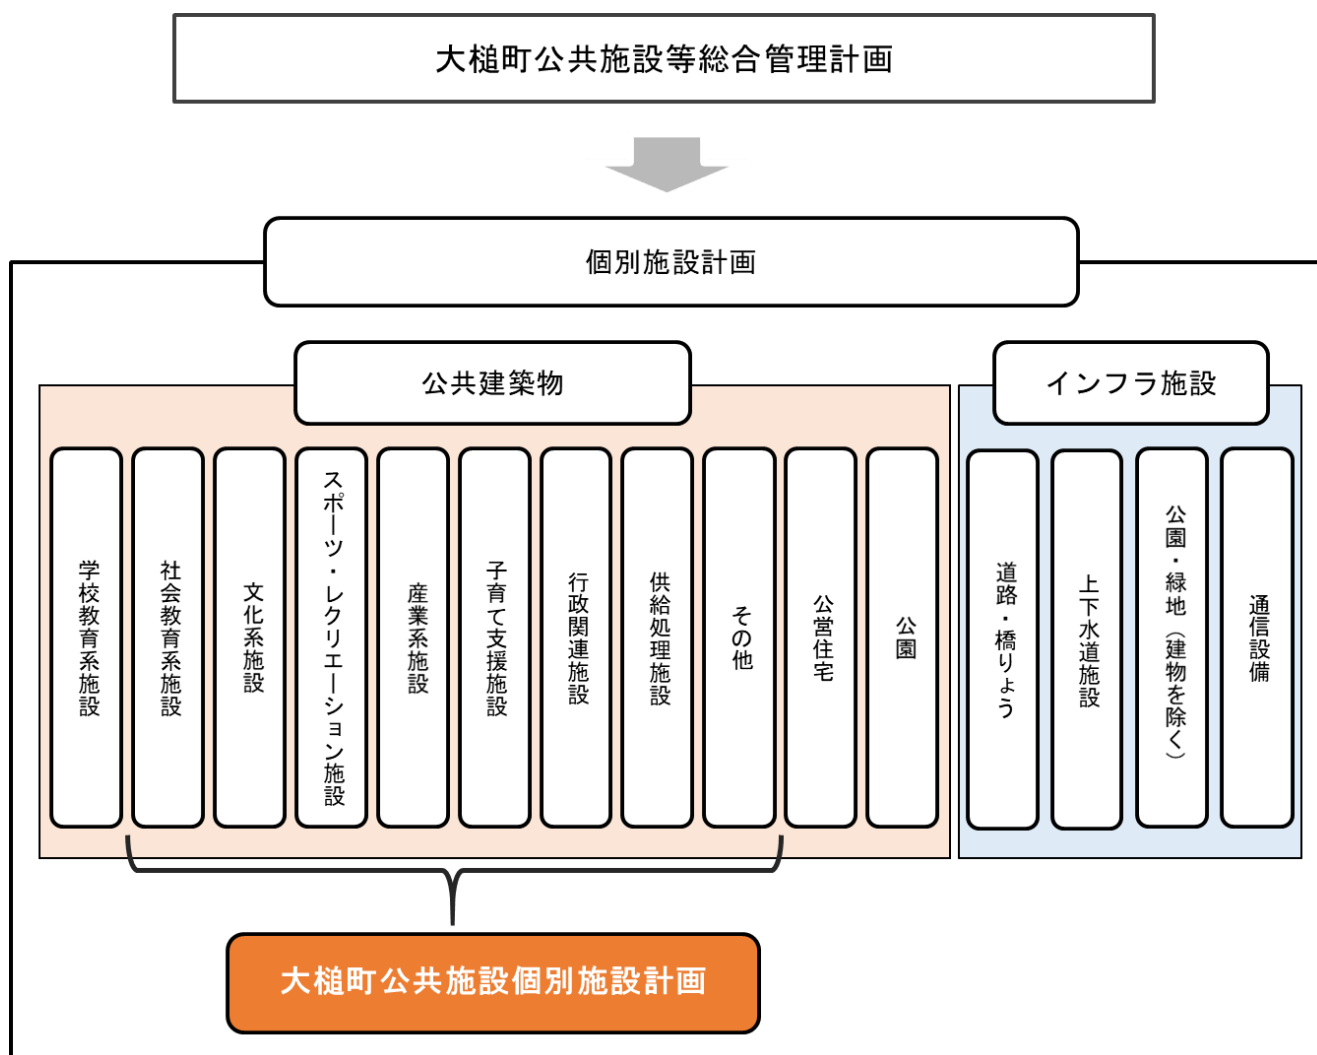 大槌町公共施設等総合管理計画
個別施設計画
公共建築物
インフラ施設
学校教育系施設
社会教育系施設
文化系施設
スポーツ・レクリエーション施設
産業系施設
子育て支援施設
行政関連施設
供給処理施設
その他
公営住宅
公園
道路・橋りょう
上下水道施設
公園・緑地（建物を除く）
通信設備
大槌町公共施設個別施設計画